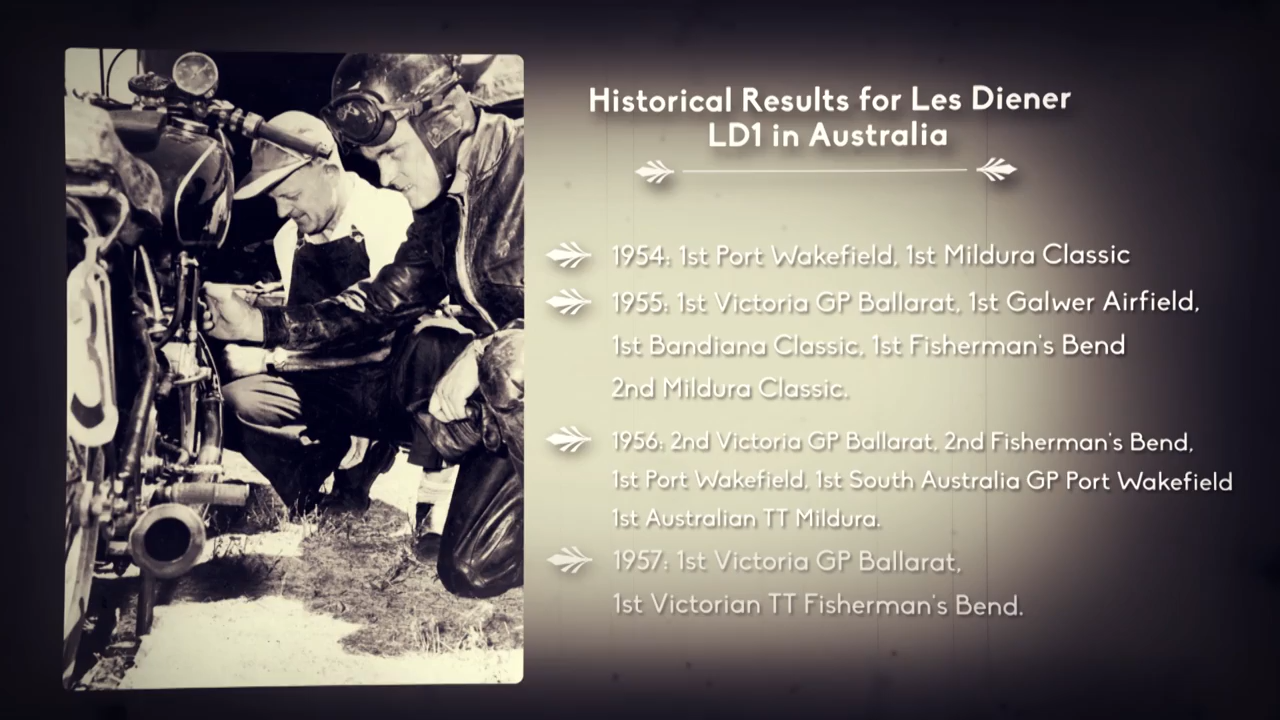 Historical Results for Les Diener
LD1 in Australia
1954: 1st Port Wakefield, 1st Mildura Classic
1955: 1st Victoria GP Ballarat, 1st Galwer Airfield,
1st Bandiana Classic, 1st Fisherman's Bend
2nd Mildura Classic.
1956: 2nd Victoria GP Ballarat, 2nd Fisherman's Bend,
1st Port Wakefield, 1st South Australia GP Port Wakefield
1st Australian TT Mildura.
1957: 1st Victoria GP Ballarat,
1st Victorian TT Fisherman's Bend.